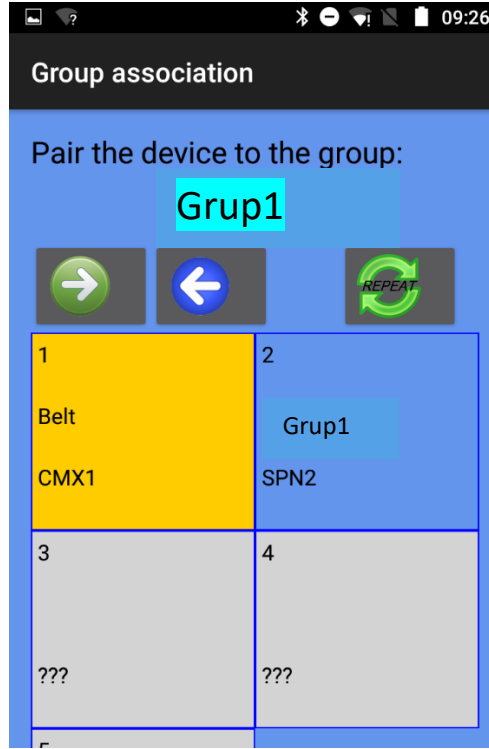 09:26
Group association
Pair the device to the group:
Grup1
REPEAT
1
2
Belt
Grup1
CMX1
SPN2
3
4
???
???
5